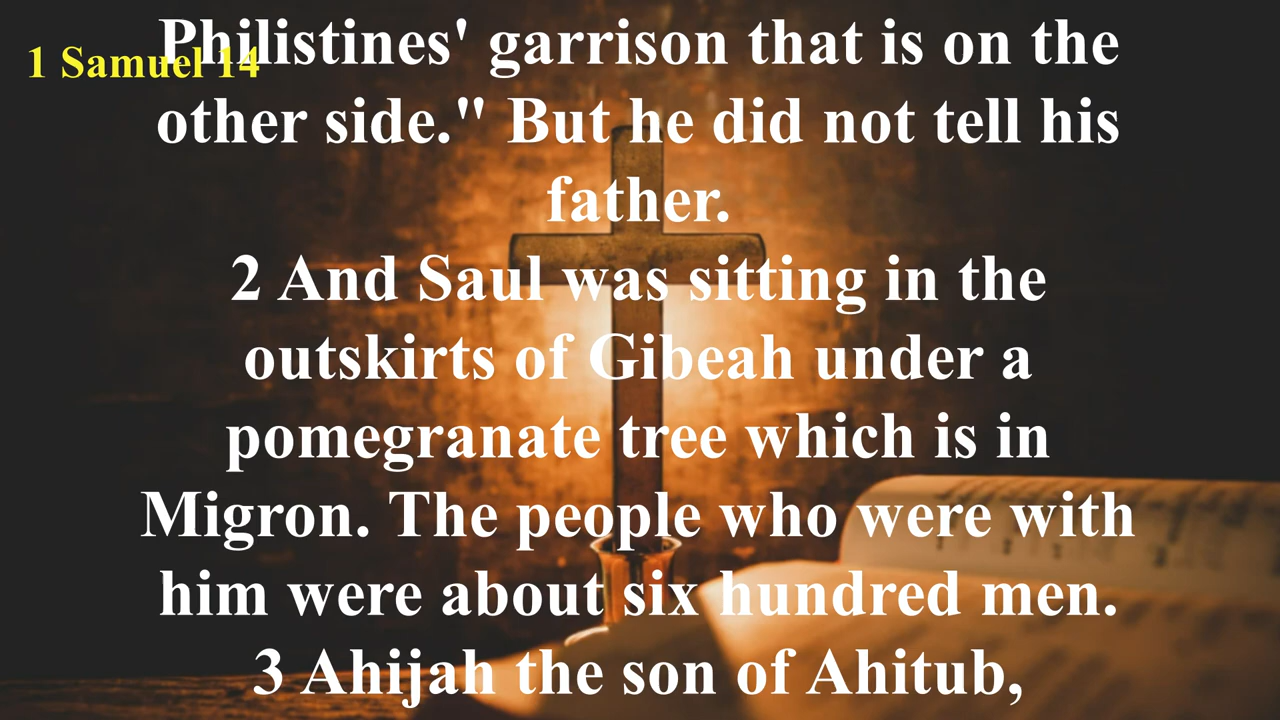 1 Samuel 14
Philistines' garrison that is on the
other side." But he did not tell his
father.
2 And Saul was sitting in the
outskirts of Gibeah under a
pomegranate tree which is in
Migron. The people who were with
him were about six hundred men.
3 Ahijah the son of Ahitub,